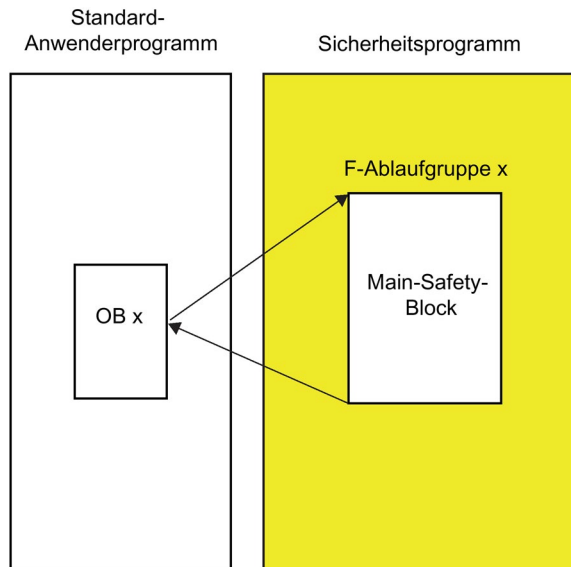 Standard-
Anwenderprogramm
Sicherheitsprogramm
F-Ablaufgruppe x
OB x
Main-Safety-
Block